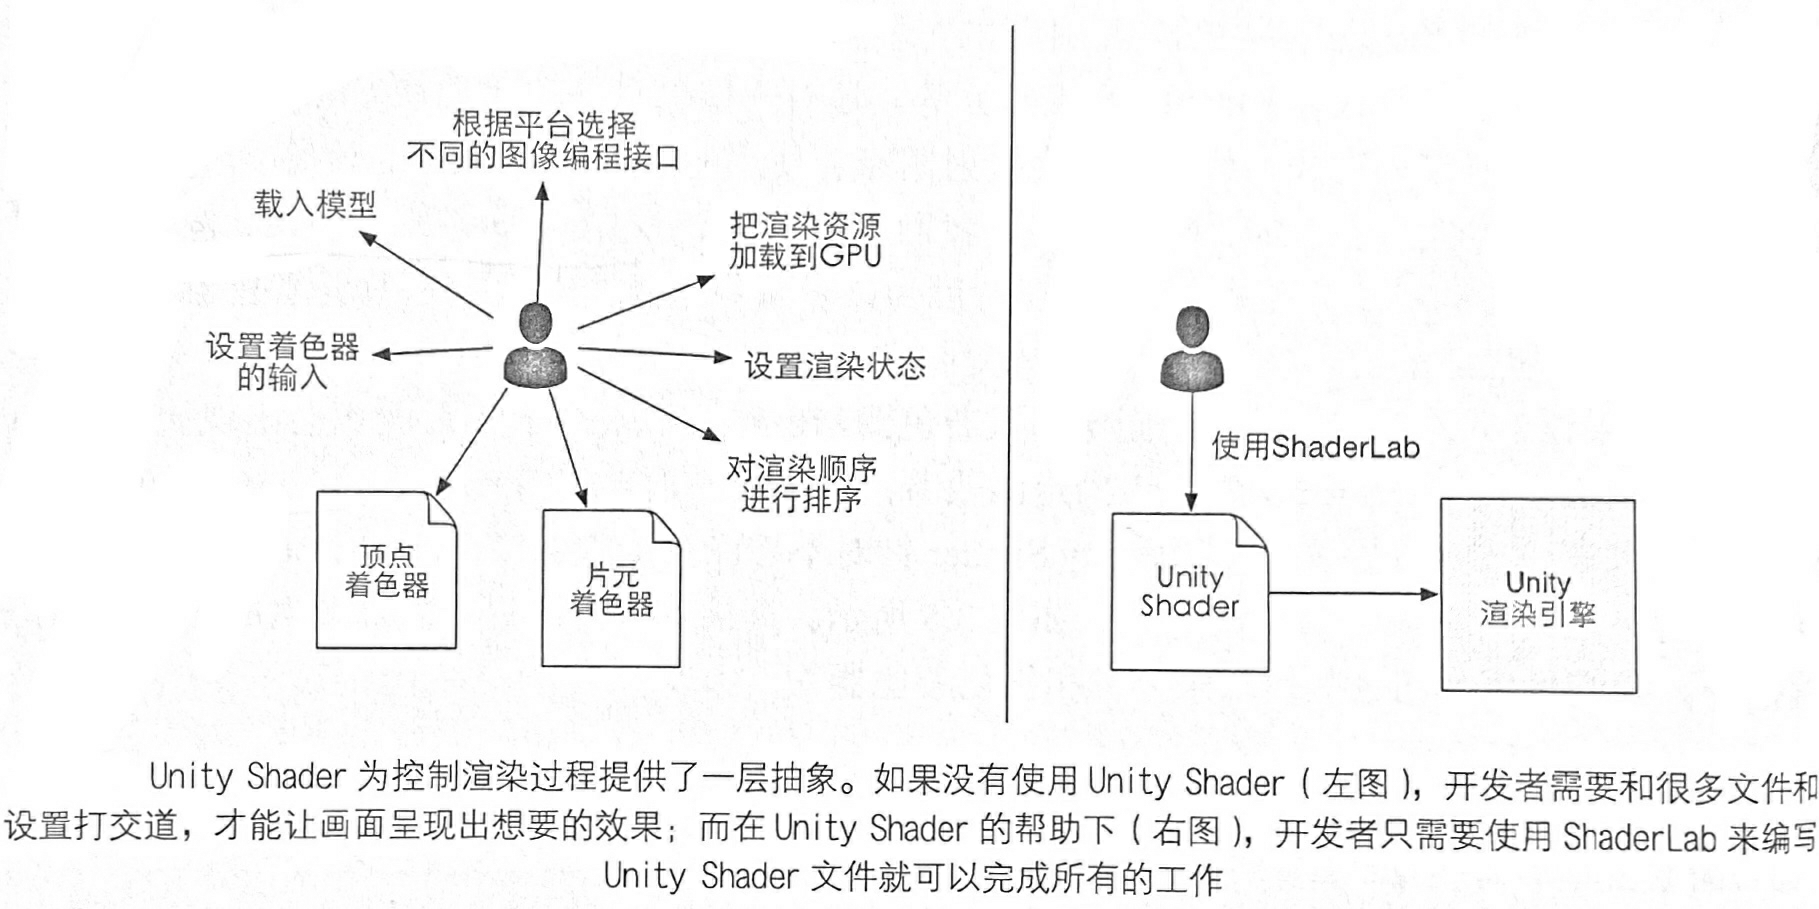 根据平台选择
不同的图像编程接口
载入模型
把渲染资源
加载到GPU
设置着色器
的输入
设置渲染状态
对渲染顺序
进行排序
顶点
着色器
片元
着色器
使用ShaderLab
Unity
Shader
Unity
渲染引擎
Unity Shader 为控制渲染过程提供了一层抽象。如果没有使用 Unity Shader（左图），开发者需要和很多文件和
设置打交道，才能让画面呈现出想要的效果；而在 Unity Shader 的帮助下（右图），开发者只需要使用 ShaderLab 来编写
Unity Shader 文件就可以完成所有的工作